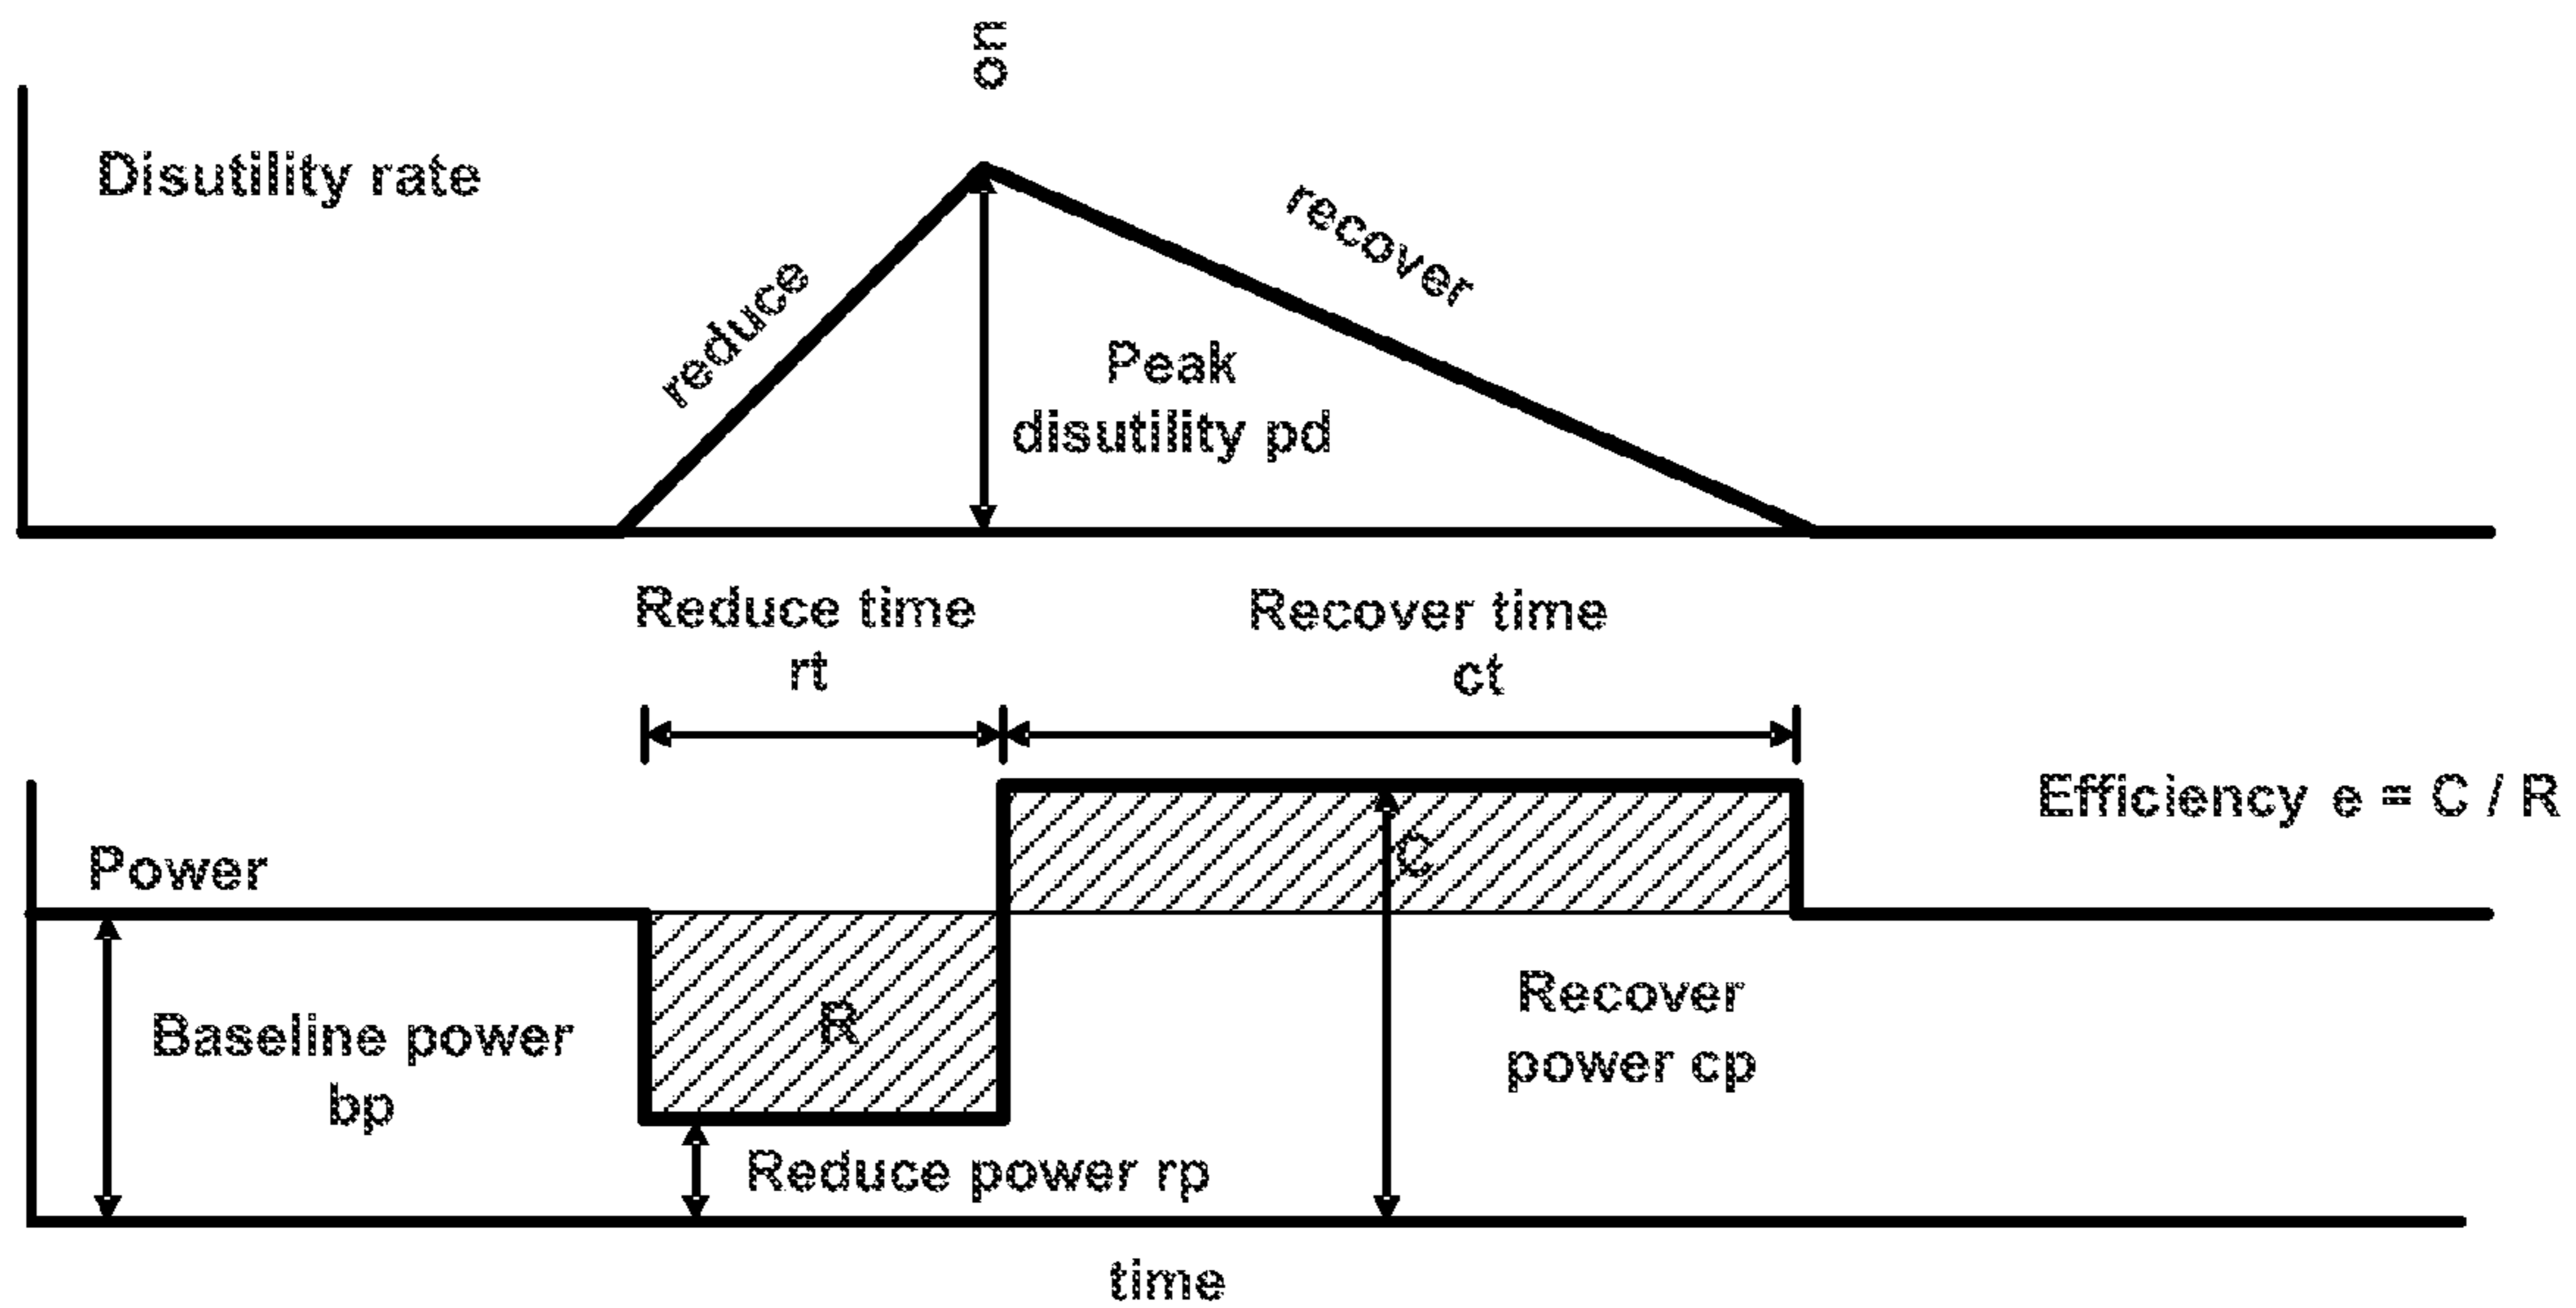 on
Disutility rate
reduce
recover
Peak
disutility pd
Reduce time
rt
Recover time
ct
Efficiency e = C / R
Power
C
R
Baseline power
bp
Recover
power cp
Reduce power rp
time